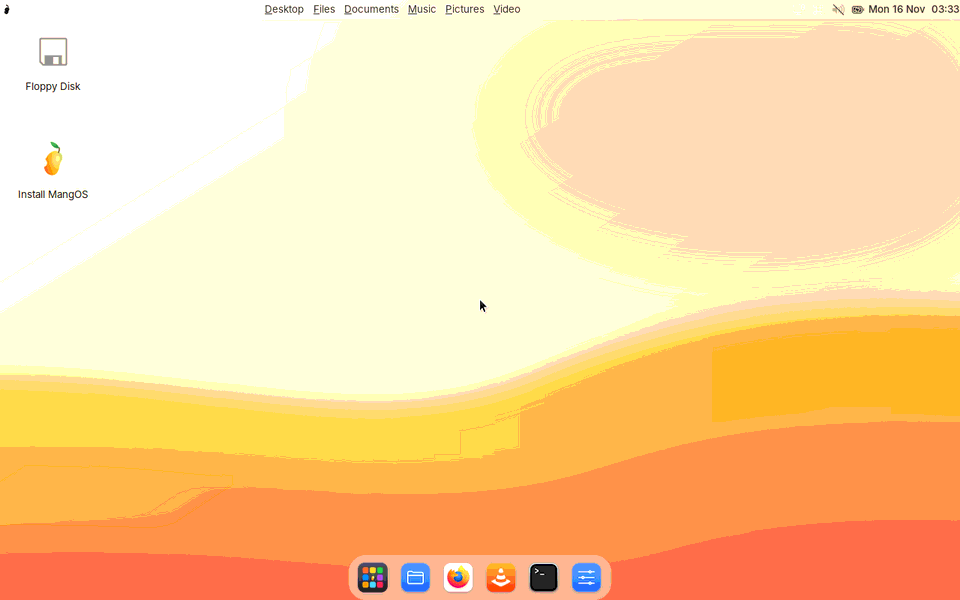 Desktop Files Documents Music Pictures Video
Mon 16 Nov 03:33
Floppy Disk
Install MangOS
>_